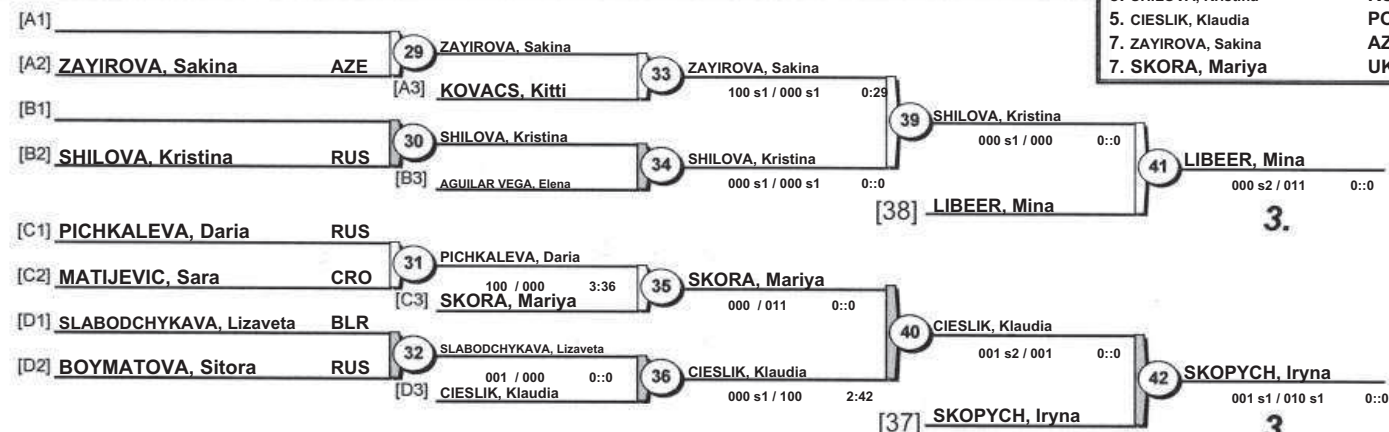 5. CIESLIK, Klaudia
7. ZAYIROVA, Sakina AZ
7. SKORA, Mariya UK
[A1]
[A2] ZAYIROVA, Sakina AZE
29
ZAYIROVA, Sakina
[A3] KOVACS, Kitti
33
ZAYIROVA, Sakina
100 s1 / 000 s1 0:29
[B1]
[B2] SHILOVA, Kristina RUS
30
SHILOVA, Kristina
[B3] AGUILAR VEGA, Elena
34
SHILOVA, Kristina
000 s1 / 000 s1 0::0
39
SHILOVA, Kristina
000 s1 / 000 0::0
[38] LIBEER, Mina
41
LIBEER, Mina
000 s2 / 011 0::0
3.
[C1] PICHKALEVA, Daria RUS
[C2] MATIJEVIC, Sara CRO
31
PICHKALEVA, Daria
100 / 000 3:36
[C3] SKORA, Mariya
35
SKORA, Mariya
000 / 011 0::0
[D1] SLABODCHYKAVA, Lizaveta BLR
[D2] BOYMATOVA, Sitora RUS
32
SLABODCHYKAVA, Lizaveta
001 / 000 0::0
[D3] CIESLIK, Klaudia
36
CIESLIK, Klaudia
000 s1 / 100 2:42
40
CIESLIK, Klaudia
001 s2 / 001 0::0
[37] SKOPYCH, Iryna
42
SKOPYCH, Iryna
001 s1 / 010 s1 0::0
3.